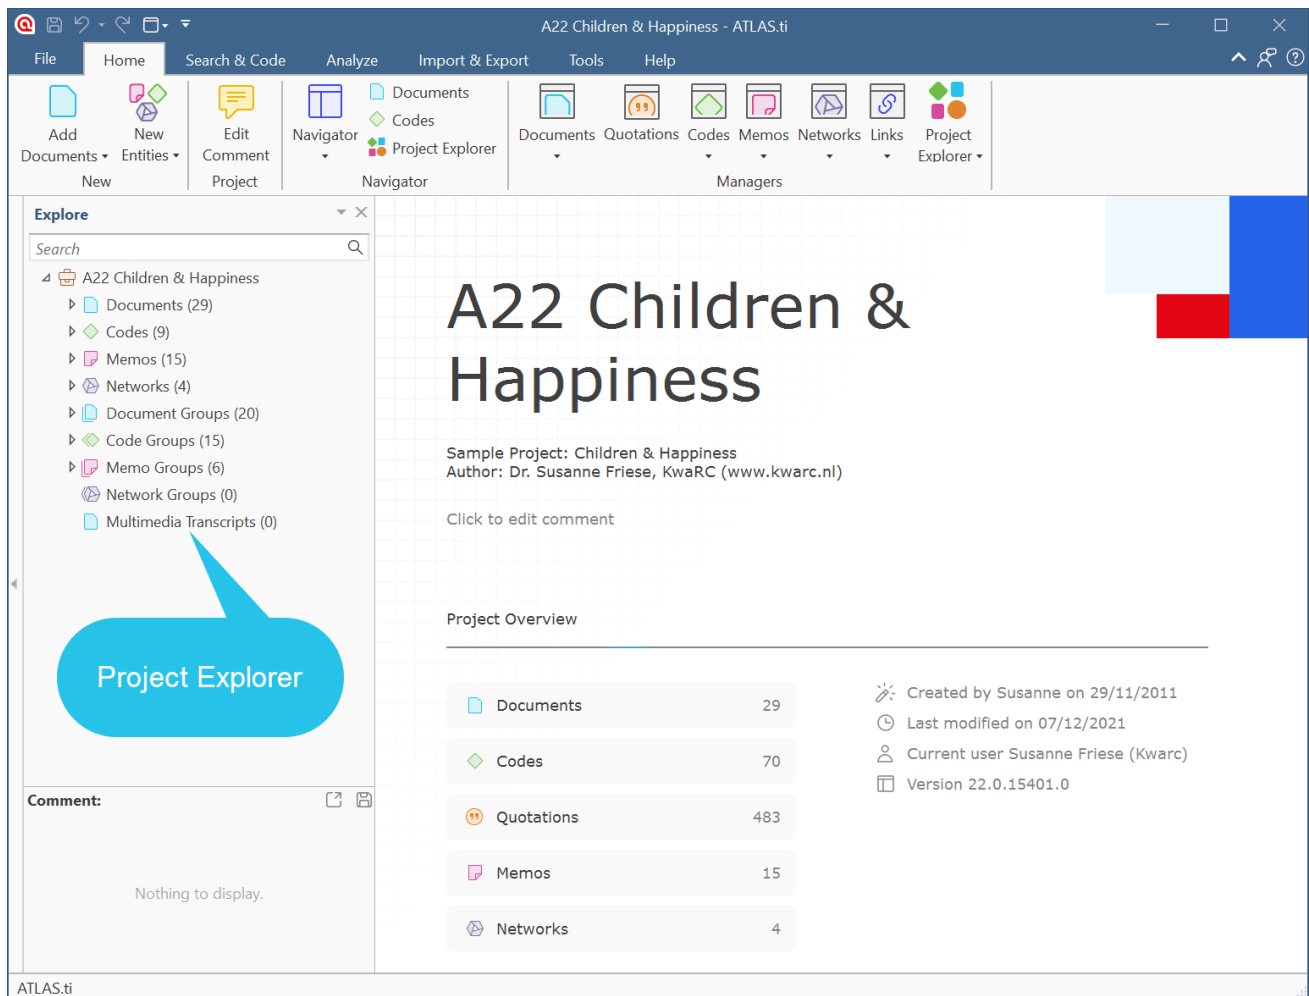 A22 Children & Happiness - ATLAS.ti
File Home Search & Code Analyze Import & Export Tools Help
Add Documents
New Entities
New
Edit Comment
Project
Navigator
Documents
Codes
Project Explorer
Navigator
Documents Quotations Codes Memos Networks Links Project Explorer
Managers
Explore
Search
A22 Children & Happiness
Documents (29)
Codes (9)
Memos (15)
Networks (4)
Document Groups (20)
Code Groups (15)
Memo Groups (6)
Network Groups (0)
Multimedia Transcripts (0)
Project Explorer
Comment:
Nothing to display.
A22 Children &
Happiness
Sample Project: Children & Happiness
Author: Dr. Susanne Friese, KwaRC (www.kwarc.nl)
Click to edit comment
Project Overview
Documents 29
Codes 70
Quotations 483
Memos 15
Networks 4
Created by Susanne on 29/11/2011
Last modified on 07/12/2021
Current user Susanne Friese (Kwarc)
Version 22.0.15401.0
ATLAS.ti